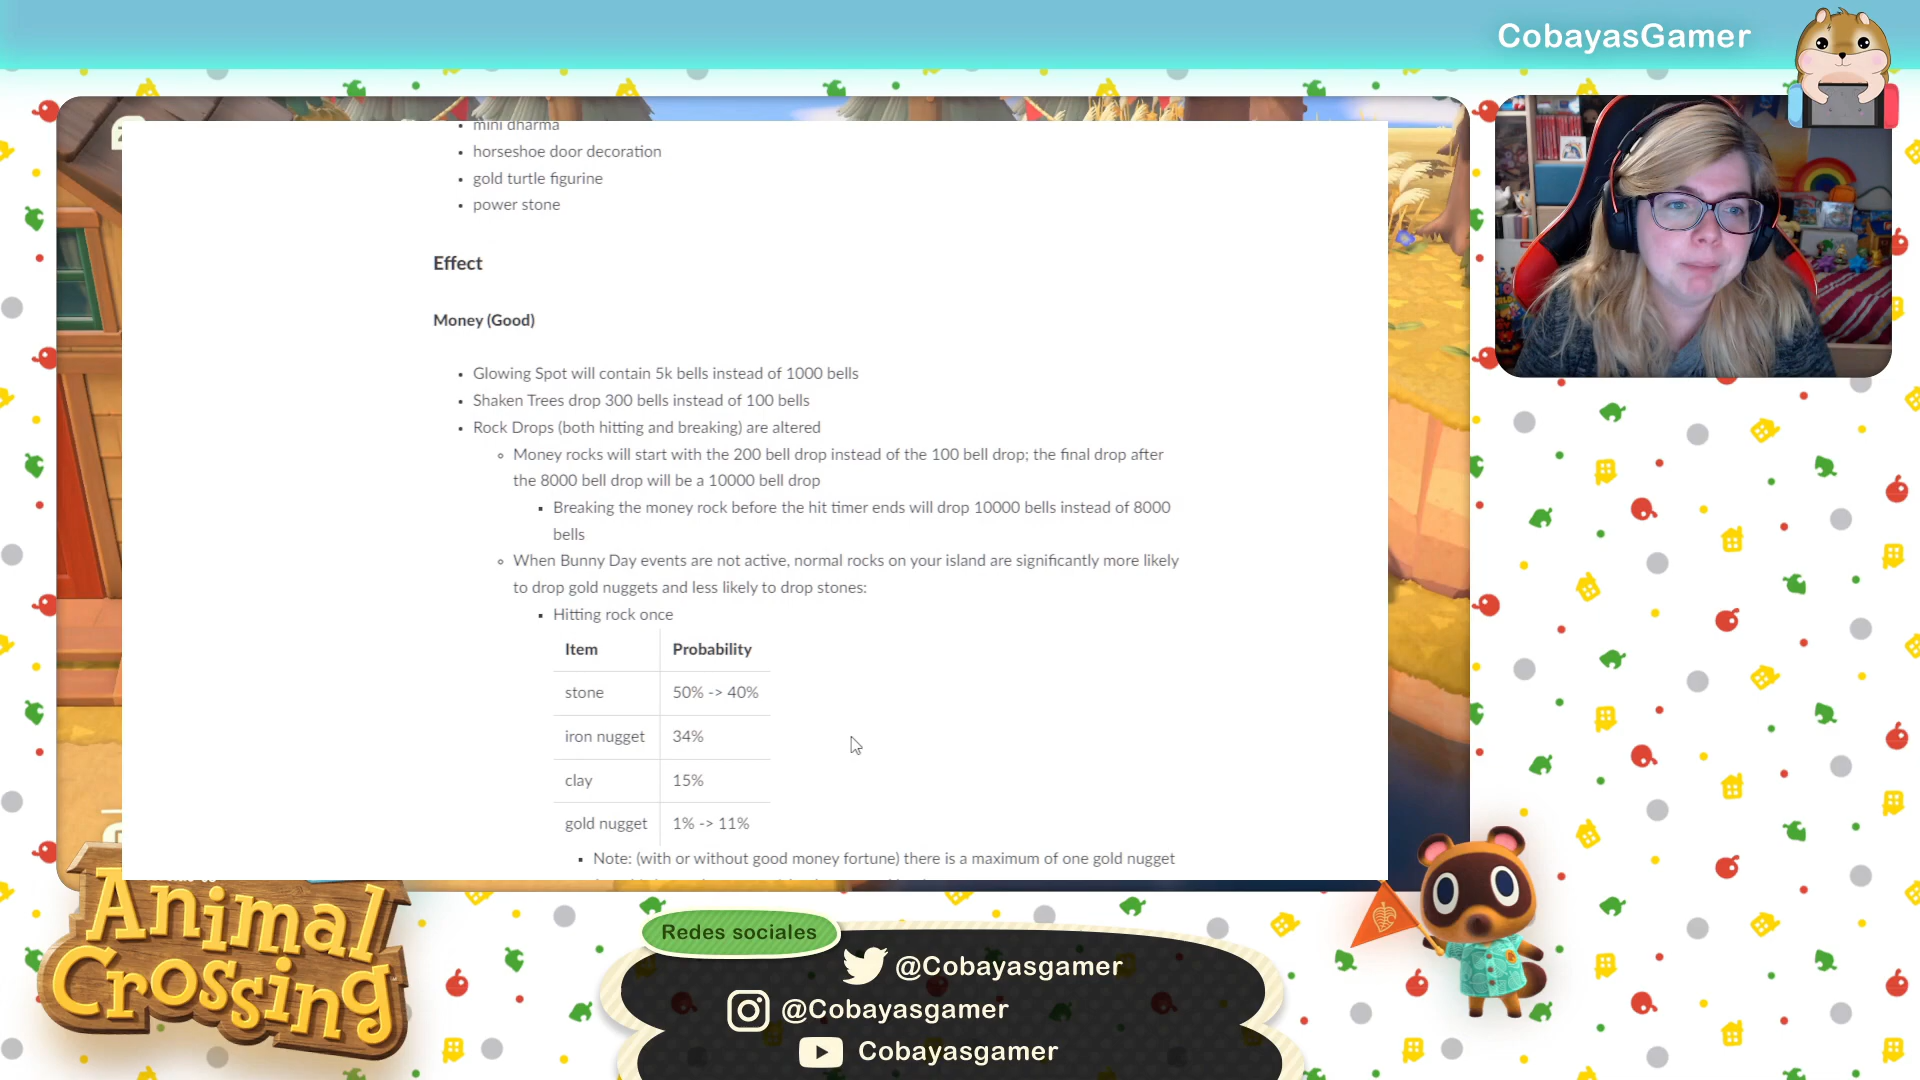 CobayasGamer
• mini dharma
• horseshoe door decoration
• gold turtle figurine
• power stone
Effect
Money (Good)
• Glowing Spot will contain 5k bells instead of 1000 bells
• Shaken Trees drop 300 bells instead of 100 bells
• Rock Drops (both hitting and breaking) are altered
◦ Money rocks will start with the 200 bell drop instead of the 100 bell drop; the final drop after
the 8000 bell drop will be a 10000 bell drop
▪ Breaking the money rock before the hit timer ends will drop 10000 bells instead of 8000
bells
◦ When Bunny Day events are not active, normal rocks on your island are significantly more likely
to drop gold nuggets and less likely to drop stones:
▪ Hitting rock once
Item Probability
stone 50% -> 40%
iron nugget 34%
clay 15%
gold nugget 1% -> 11%
▪ Note: (with or without good money fortune) there is a maximum of one gold nugget
Animal
Crossing
Redes sociales
@Cobayasgamer
@Cobayasgamer
Cobayasgamer